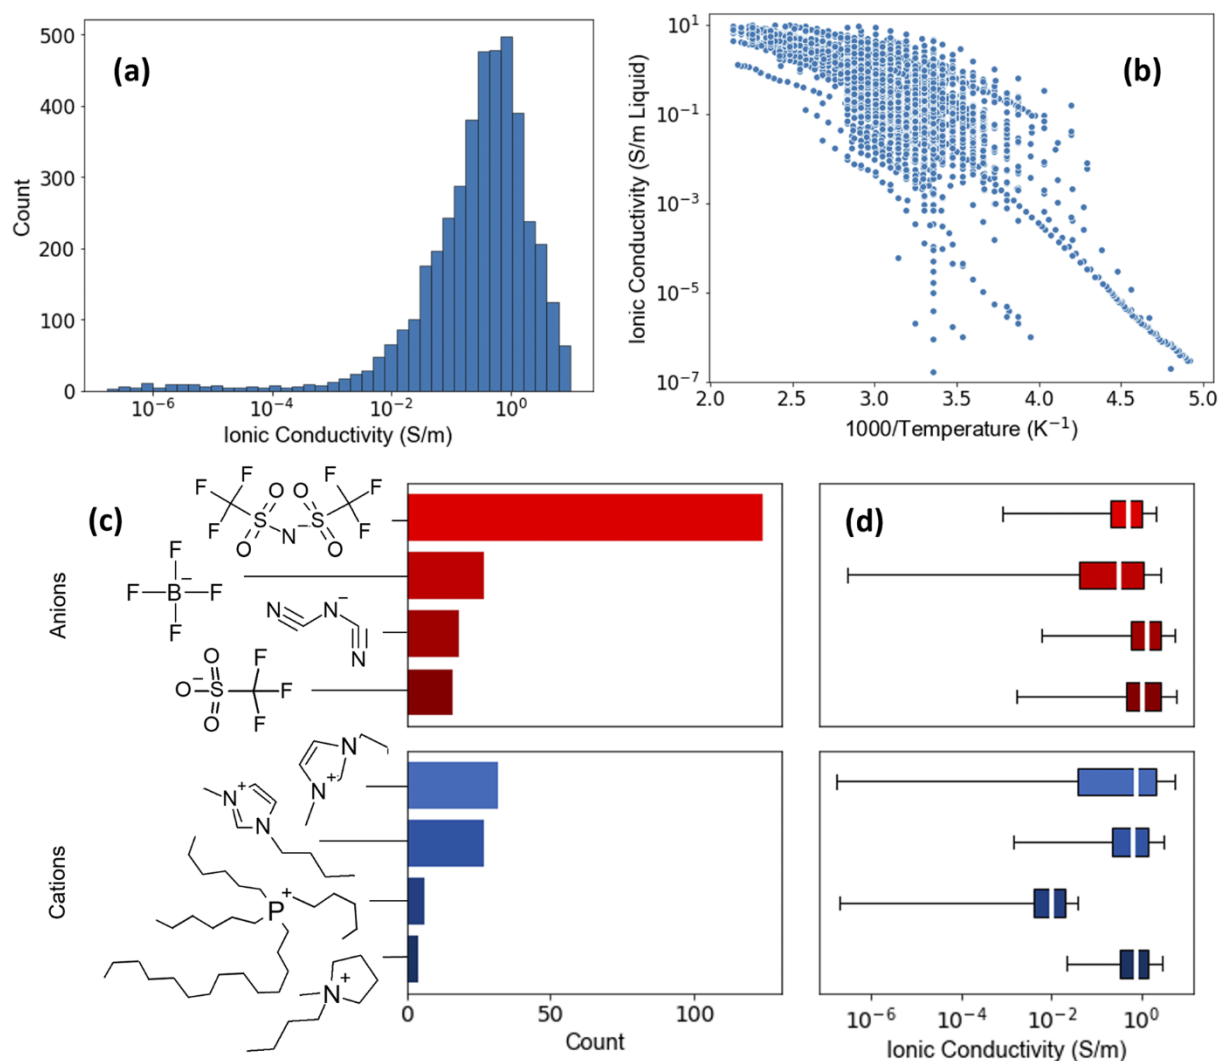 (a)
Count
500
400
300
200
100
0
10⁻⁶ 10⁻⁴ 10⁻² 10⁰
Ionic Conductivity (S/m)
(b)
Ionic Conductivity (S/m Liquid)
10¹
10⁻¹
10⁻³
10⁻⁵
10⁻⁷
2.0 2.5 3.0 3.5 4.0 4.5 5.0
1000/Temperature (K⁻¹)
(c)
Anions
F F F O O F F F
S N⁻ S
O O
F
F B⁻ F
F
N N⁻
N
O F
O⁻ S F
O F
(d)
Cations
N
N⁺
N⁺
N
P⁺
N⁺
0 50 100
Count
10⁻⁶ 10⁻⁴ 10⁻² 10⁰
Ionic Conductivity (S/m)